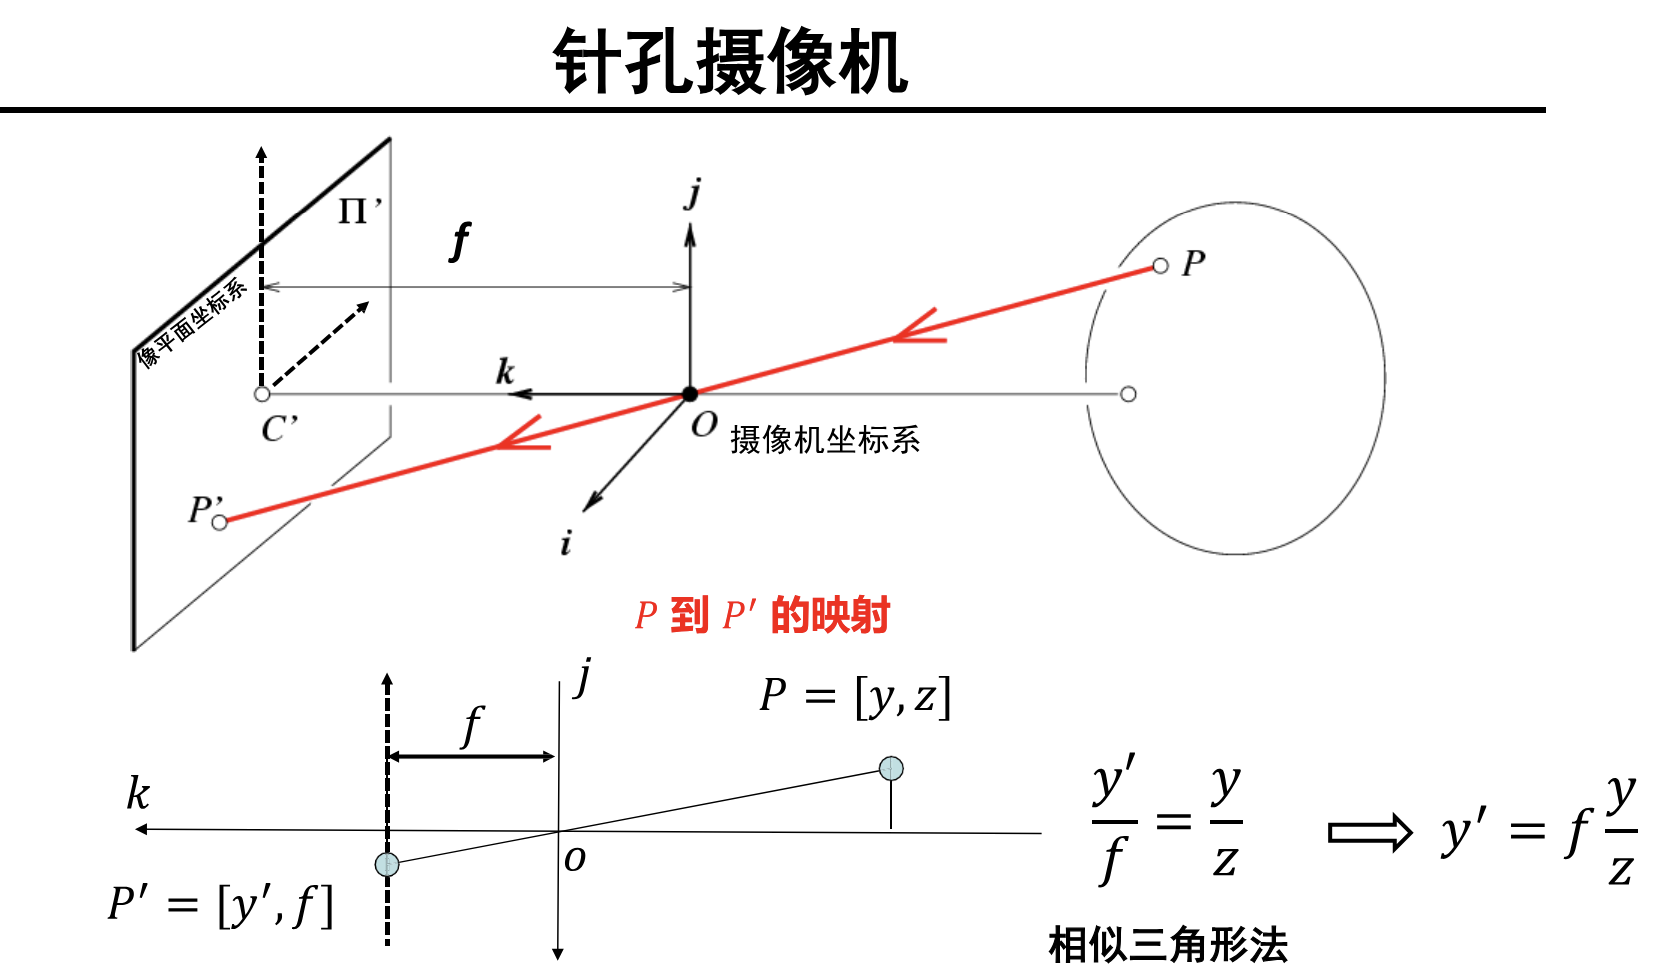 针孔摄像机
Π’
f
j
P
像平面坐标系
k
C’
O
摄像机坐标系
P’
i
P 到 P′ 的映射
j
P = [y, z]
f
k
o
P′ = [y′, f]
y′/f = y/z ⇒ y′ = f y/z
相似三角形法